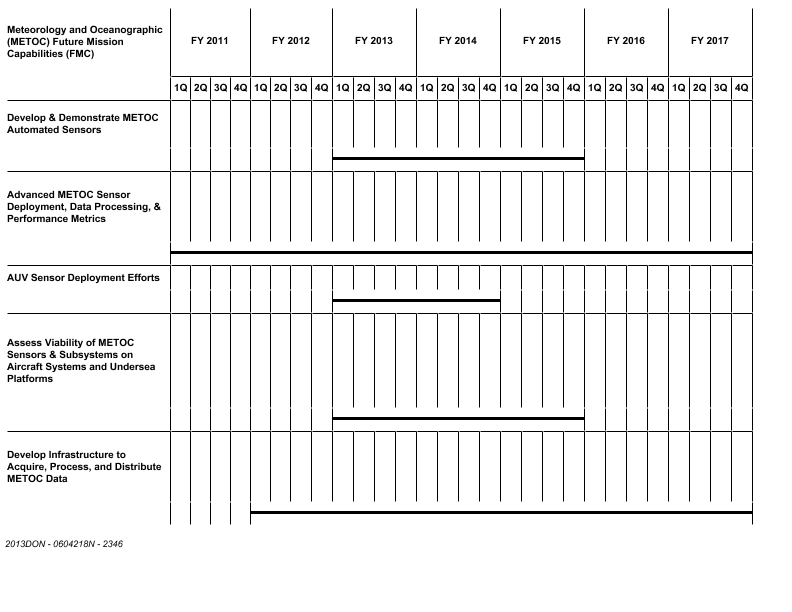 Meteorology and Oceanographic
(METOC) Future Mission
Capabilities (FMC)
FY 2011 FY 2012 FY 2013 FY 2014 FY 2015 FY 2016 FY 2017
1Q 2Q 3Q 4Q 1Q 2Q 3Q 4Q 1Q 2Q 3Q 4Q 1Q 2Q 3Q 4Q 1Q 2Q 3Q 4Q 1Q 2Q 3Q 4Q 1Q 2Q 3Q 4Q
Develop & Demonstrate METOC
Automated Sensors
Advanced METOC Sensor
Deployment, Data Processing, &
Performance Metrics
AUV Sensor Deployment Efforts
Assess Viability of METOC
Sensors & Subsystems on
Aircraft Systems and Undersea
Platforms
Develop Infrastructure to
Acquire, Process, and Distribute
METOC Data
2013DON - 0604218N - 2346